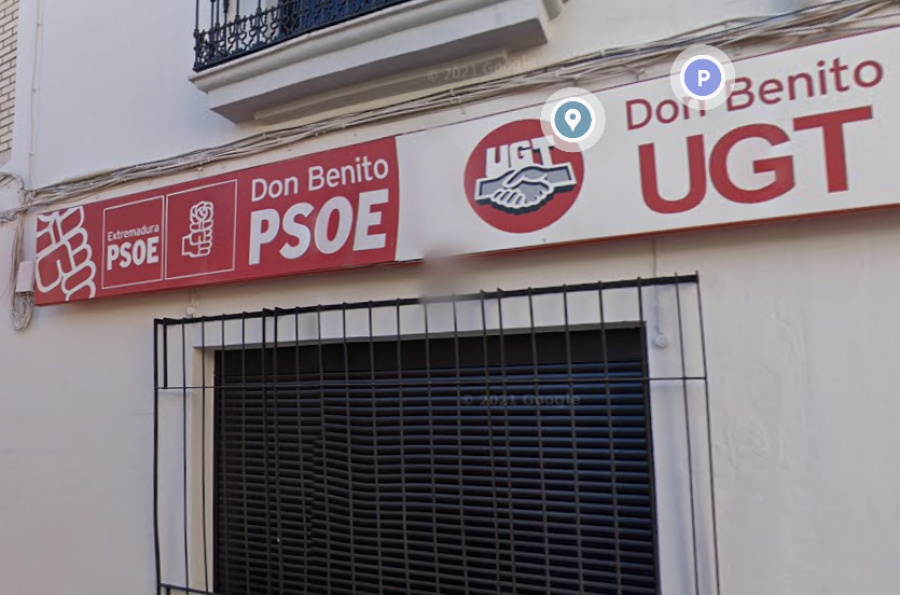 © 2021 Google
Extremadura
PSOE
Don Benito
PSOE
UGT
Don Benito
UGT
P
© 2021 Google